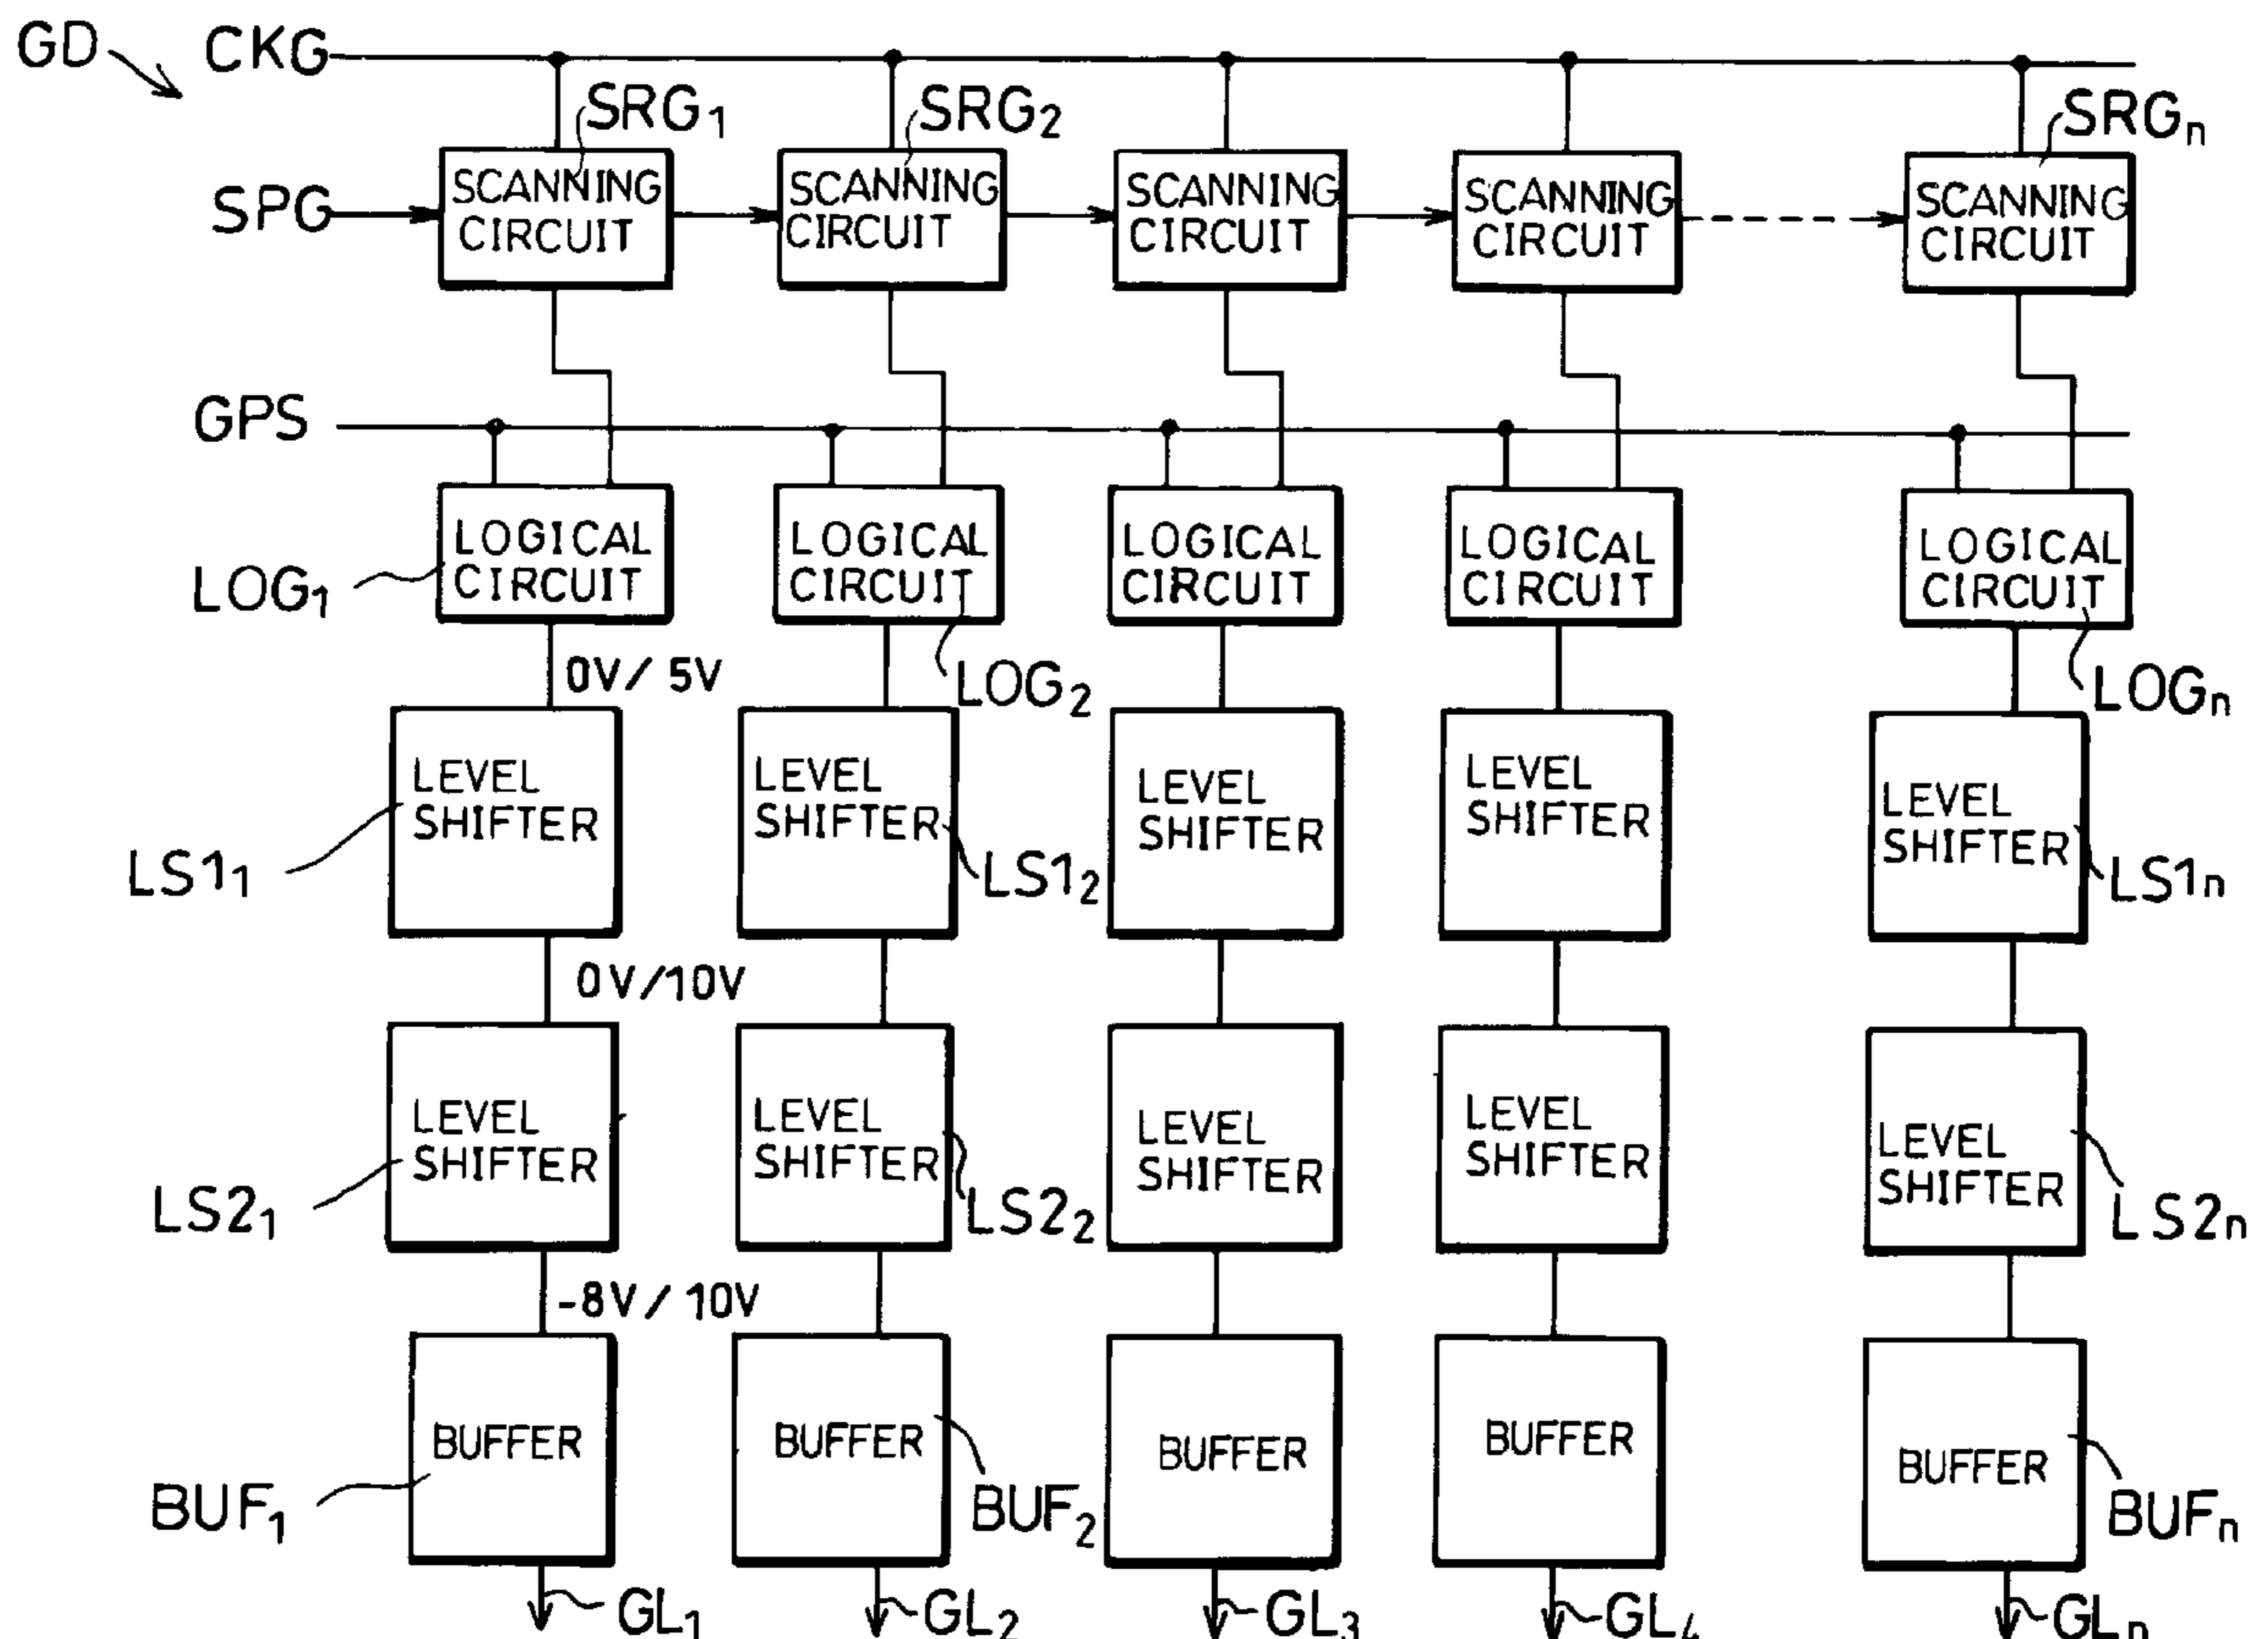 GD
CKG
SRG1
SRG2
SRGn
SPG
SCANNING
CIRCUIT
SCANNING
CIRCUIT
SCANNING
CIRCUIT
SCANNING
CIRCUIT
SCANNING
CIRCUIT
GPS
LOGICAL
CIRCUIT
LOGICAL
CIRCUIT
LOGICAL
CIRCUIT
LOGICAL
CIRCUIT
LOGICAL
CIRCUIT
LOG1
LOG2
LOGn
0V/5V
LEVEL
SHIFTER
LEVEL
SHIFTER
LEVEL
SHIFTER
LEVEL
SHIFTER
LEVEL
SHIFTER
LS11
LS12
LS1n
0V/10V
LEVEL
SHIFTER
LEVEL
SHIFTER
LEVEL
SHIFTER
LEVEL
SHIFTER
LEVEL
SHIFTER
LS21
LS22
LS2n
-8V/10V
BUFFER
BUFFER
BUFFER
BUFFER
BUFFER
BUF1
BUF2
BUFn
GL1
GL2
GL3
GL4
GLn